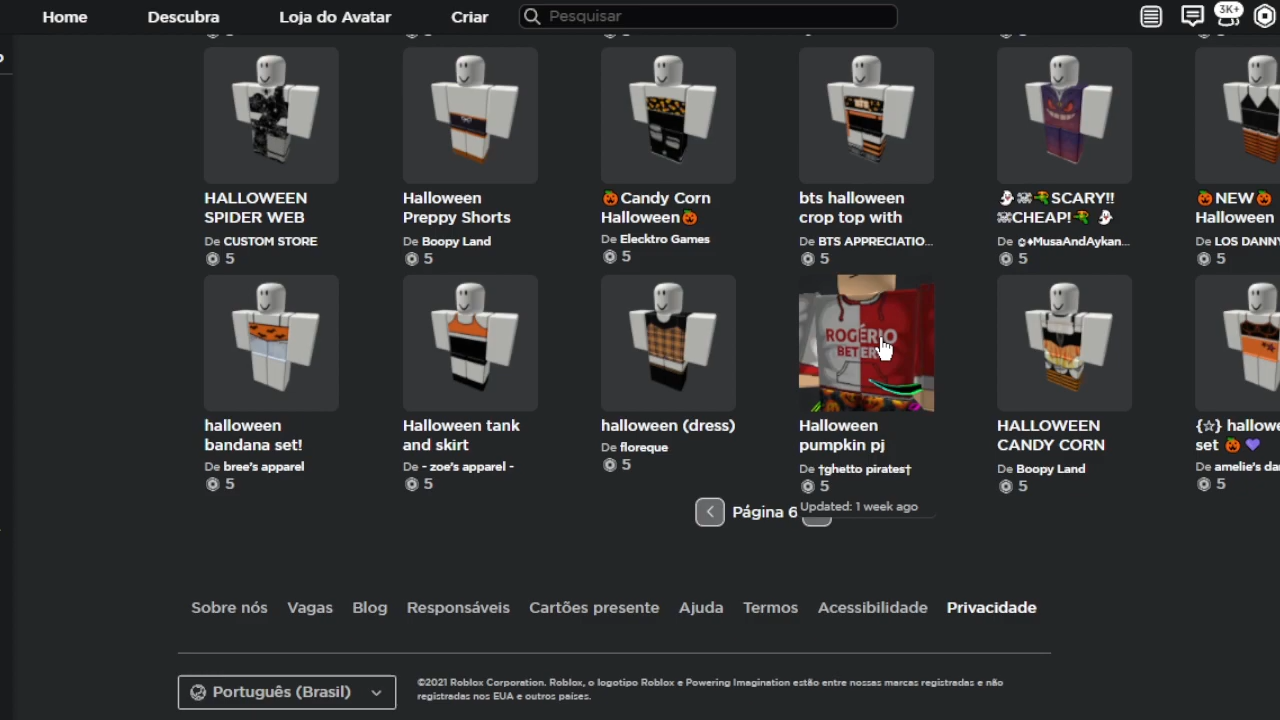 Home Descubra Loja do Avatar Criar Pesquisar 3K+
HALLOWEEN
SPIDER WEB
De CUSTOM STORE
5
Halloween
Preppy Shorts
De Boopy Land
5
🎃Candy Corn
Halloween🎃
De Elecktro Games
5
bts halloween
crop top with
De BTS APPRECIATIO...
5
👻☠🔫SCARY!!
☠CHEAP!🔫 👻
De ☺♦MusaAndAykan...
5
🎃NEW🎃
Halloween
De LOS DANNY
5
halloween
bandana set!
De bree's apparel
5
Halloween tank
and skirt
De - zoe's apparel -
5
halloween (dress)
De floreque
5
ROGÉRIO
BETERO
Halloween
pumpkin pj
De †ghetto pirates†
5
Updated: 1 week ago
HALLOWEEN
CANDY CORN
De Boopy Land
5
{☆} hallowe
set 🎃 💜
De amelie's da
5
Página 6
Sobre nós Vagas Blog Responsáveis Cartões presente Ajuda Termos Acessibilidade Privacidade
Português (Brasil)
©2021 Roblox Corporation. Roblox, o logotipo Roblox e Powering Imagination estão entre nossas marcas registradas e não
registradas nos EUA e outros países.